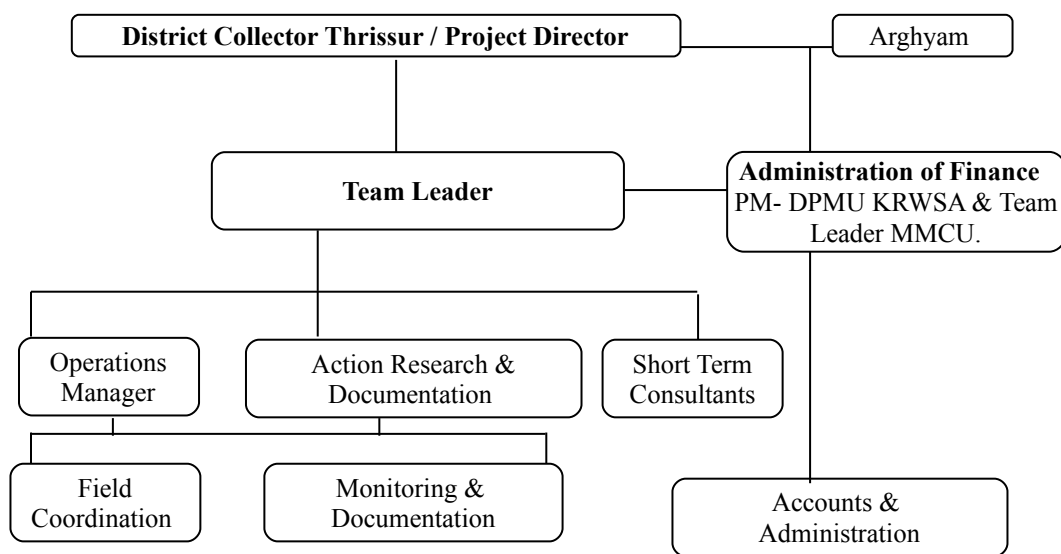 District Collector Thrissur / Project Director
Arghyam
Team Leader
Administration of Finance
PM- DPMU KRWSA & Team
Leader MMCU.
Operations
Manager
Action Research &
Documentation
Short Term
Consultants
Field
Coordination
Monitoring &
Documentation
Accounts &
Administration